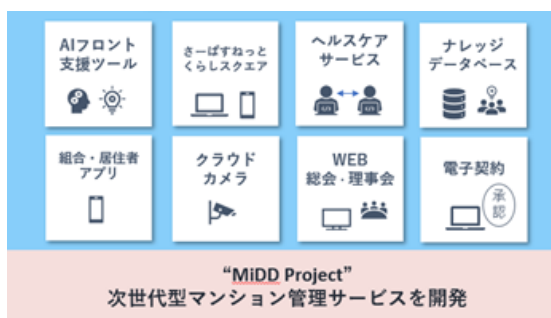 AIフロント
支援ツール
さーぱすねっと
くらしスクエア
ヘルスケア
サービス
ナレッジ
データベース
組合・居住者
アプリ
クラウド
カメラ
WEB
総会・理事会
電子契約
承
認
“MiDD Project”
次世代型マンション管理サービスを開発